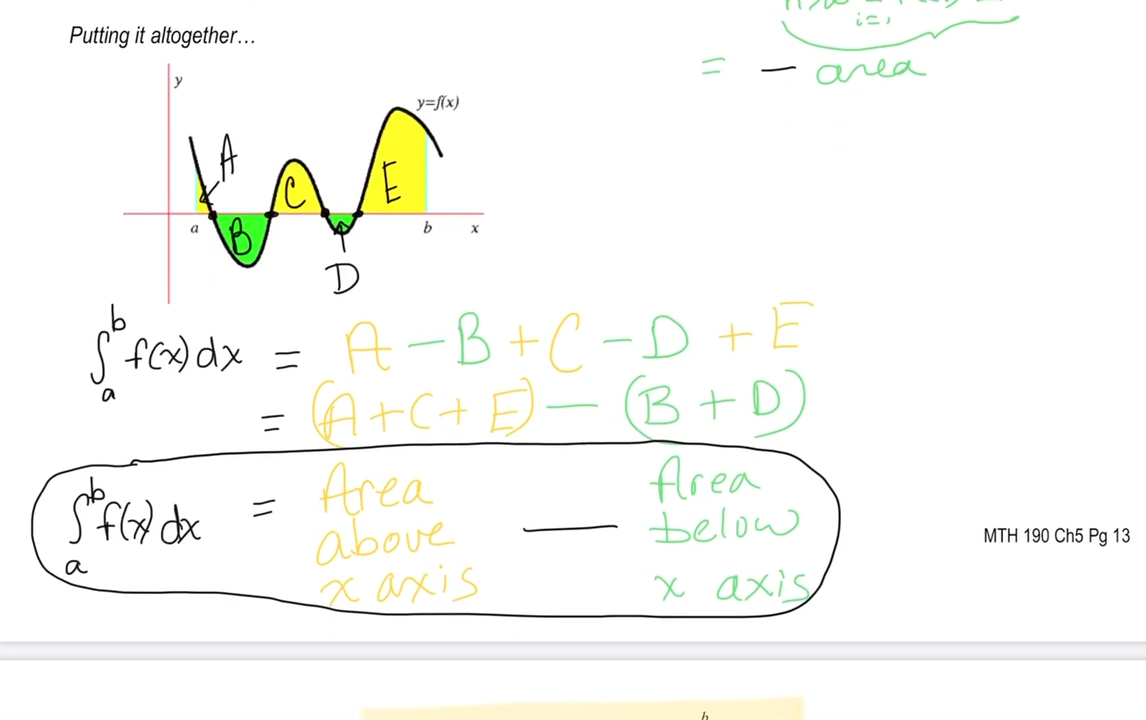 Putting it altogether…
i=1
= − area
y
y=f(x)
A
C
E
B
a
b
x
D
∫ₐᵇ f(x) dx = A − B + C − D + E
= (A + C + E) − (B + D)
∫ₐᵇ f(x) dx = Area above x axis — Area below x axis
MTH 190 Ch5 Pg 13
b